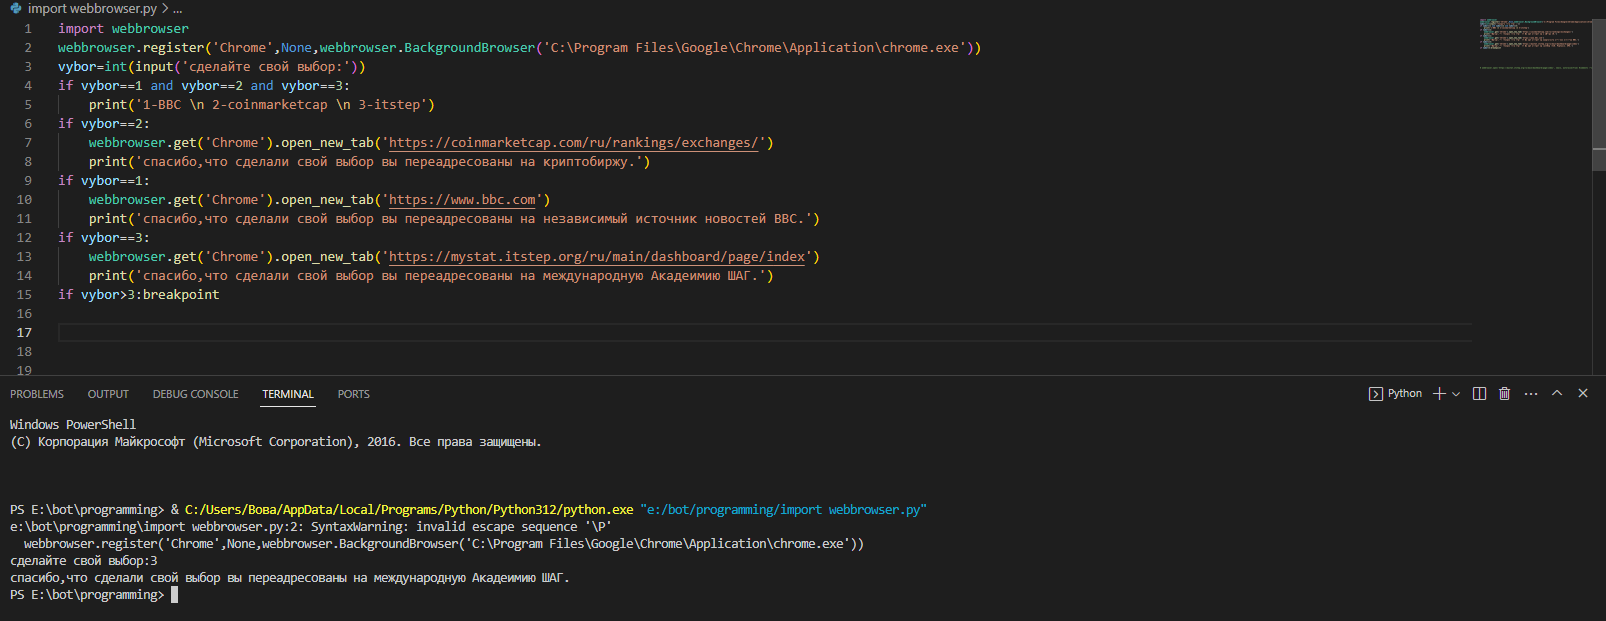 import webbrowser.py > ...
1 import webbrowser
2 webbrowser.register('Chrome',None,webbrowser.BackgroundBrowser('C:\Program Files\Google\Chrome\Application\chrome.exe'))
3 vybor=int(input('сделайте свой выбор:'))
4 if vybor==1 and vybor==2 and vybor==3:
5     print('1-BBC \n 2-coinmarketcap \n 3-itstep')
6 if vybor==2:
7     webbrowser.get('Chrome').open_new_tab('https://coinmarketcap.com/ru/rankings/exchanges/')
8     print('спасибо,что сделали свой выбор вы переадресованы на криптобиржу.')
9 if vybor==1:
10     webbrowser.get('Chrome').open_new_tab('https://www.bbc.com')
11     print('спасибо,что сделали свой выбор вы переадресованы на независимый источник новостей BBC.')
12 if vybor==3:
13     webbrowser.get('Chrome').open_new_tab('https://mystat.itstep.org/ru/main/dashboard/page/index')
14     print('спасибо,что сделали свой выбор вы переадресованы на международную Акадеимию ШАГ.')
15 if vybor>3:breakpoint
16
17
18
19
PROBLEMS OUTPUT DEBUG CONSOLE TERMINAL PORTS Python
Windows PowerShell
(C) Корпорация Майкрософт (Microsoft Corporation), 2016. Все права защищены.
PS E:\bot\programming> & C:/Users/Вова/AppData/Local/Programs/Python/Python312/python.exe "e:/bot/programming/import webbrowser.py"
e:\bot\programming\import webbrowser.py:2: SyntaxWarning: invalid escape sequence '\P'
  webbrowser.register('Chrome',None,webbrowser.BackgroundBrowser('C:\Program Files\Google\Chrome\Application\chrome.exe'))
сделайте свой выбор:3
спасибо,что сделали свой выбор вы переадресованы на международную Акадеимию ШАГ.
PS E:\bot\programming>